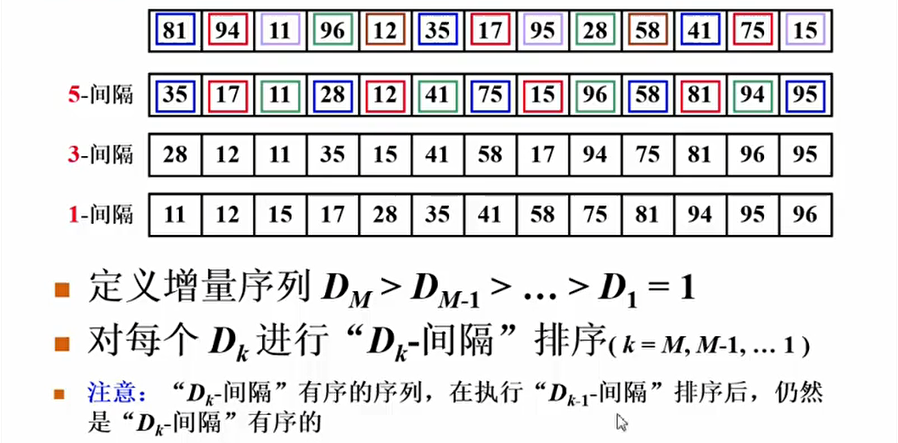 81 94 11 96 12 35 17 95 28 58 41 75 15
5-间隔 35 17 11 28 12 41 75 15 96 58 81 94 95
3-间隔 28 12 11 35 15 41 58 17 94 75 81 96 95
1-间隔 11 12 15 17 28 35 41 58 75 81 94 95 96
定义增量序列 D_M > D_{M-1} > … > D_1 = 1
对每个 D_k 进行“D_k-间隔”排序( k = M, M-1, … 1 )
注意:“D_k-间隔”有序的序列,在执行“D_{k-1}-间隔”排序后,仍然
是“D_k-间隔”有序的